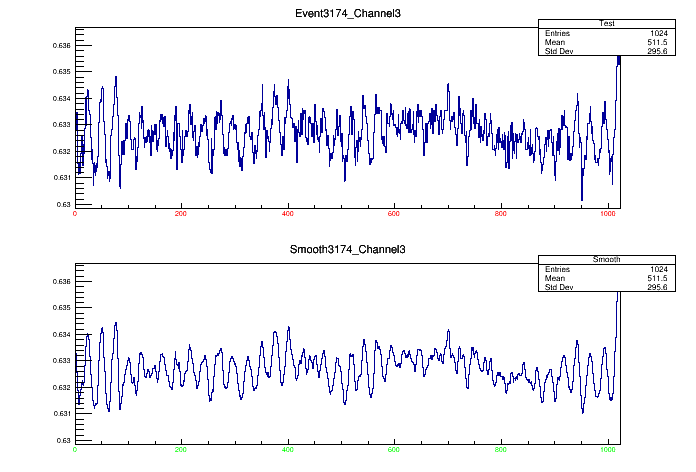 Event3174_Channel3
Test
Entries 1024
Mean 511.5
Std Dev 295.6
0.636
0.635
0.634
0.633
0.632
0.631
0.63
0 200 400 600 800 1000
Smooth3174_Channel3
Smooth
Entries 1024
Mean 511.5
Std Dev 295.6
0.636
0.635
0.634
0.633
0.632
0.631
0.63
0 200 400 600 800 1000